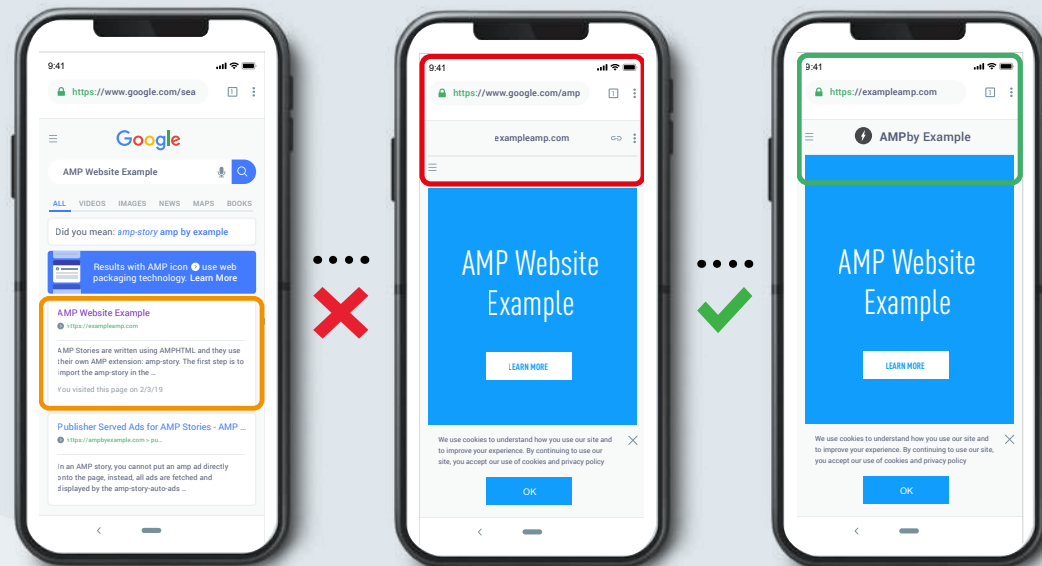 9:41
https://www.google.com/sea
1
Google
AMP Website Example
ALL VIDEOS IMAGES NEWS MAPS BOOKS
Did you mean: amp-story amp by example
Results with AMP icon use web
packaging technology. Learn More
AMP Website Example
https://exampleamp.com
AMP Stories are written using AMPHTML and they use
their own AMP extension: amp-story. The first step is to
import the amp-story in the ...
You visited this page on 2/3/19
Publisher Served Ads for AMP Stories - AMP ...
https://ampbyexample.com > pu...
In an AMP story, you cannot put an amp ad directly
onto the page, instead, all ads are fetched and
displayed by the amp-story-auto-ads ...
9:41
https://www.google.com/amp
1
exampleamp.com
AMP Website
Example
LEARN MORE
We use cookies to understand how you use our site and
to improve your experience. By continuing to use our
site, you accept our use of cookies and privacy policy
OK
9:41
https://exampleamp.com
1
AMPby Example
AMP Website
Example
LEARN MORE
We use cookies to understand how you use our site and
to improve your experience. By continuing to use our site,
you accept our use of cookies and privacy policy
OK